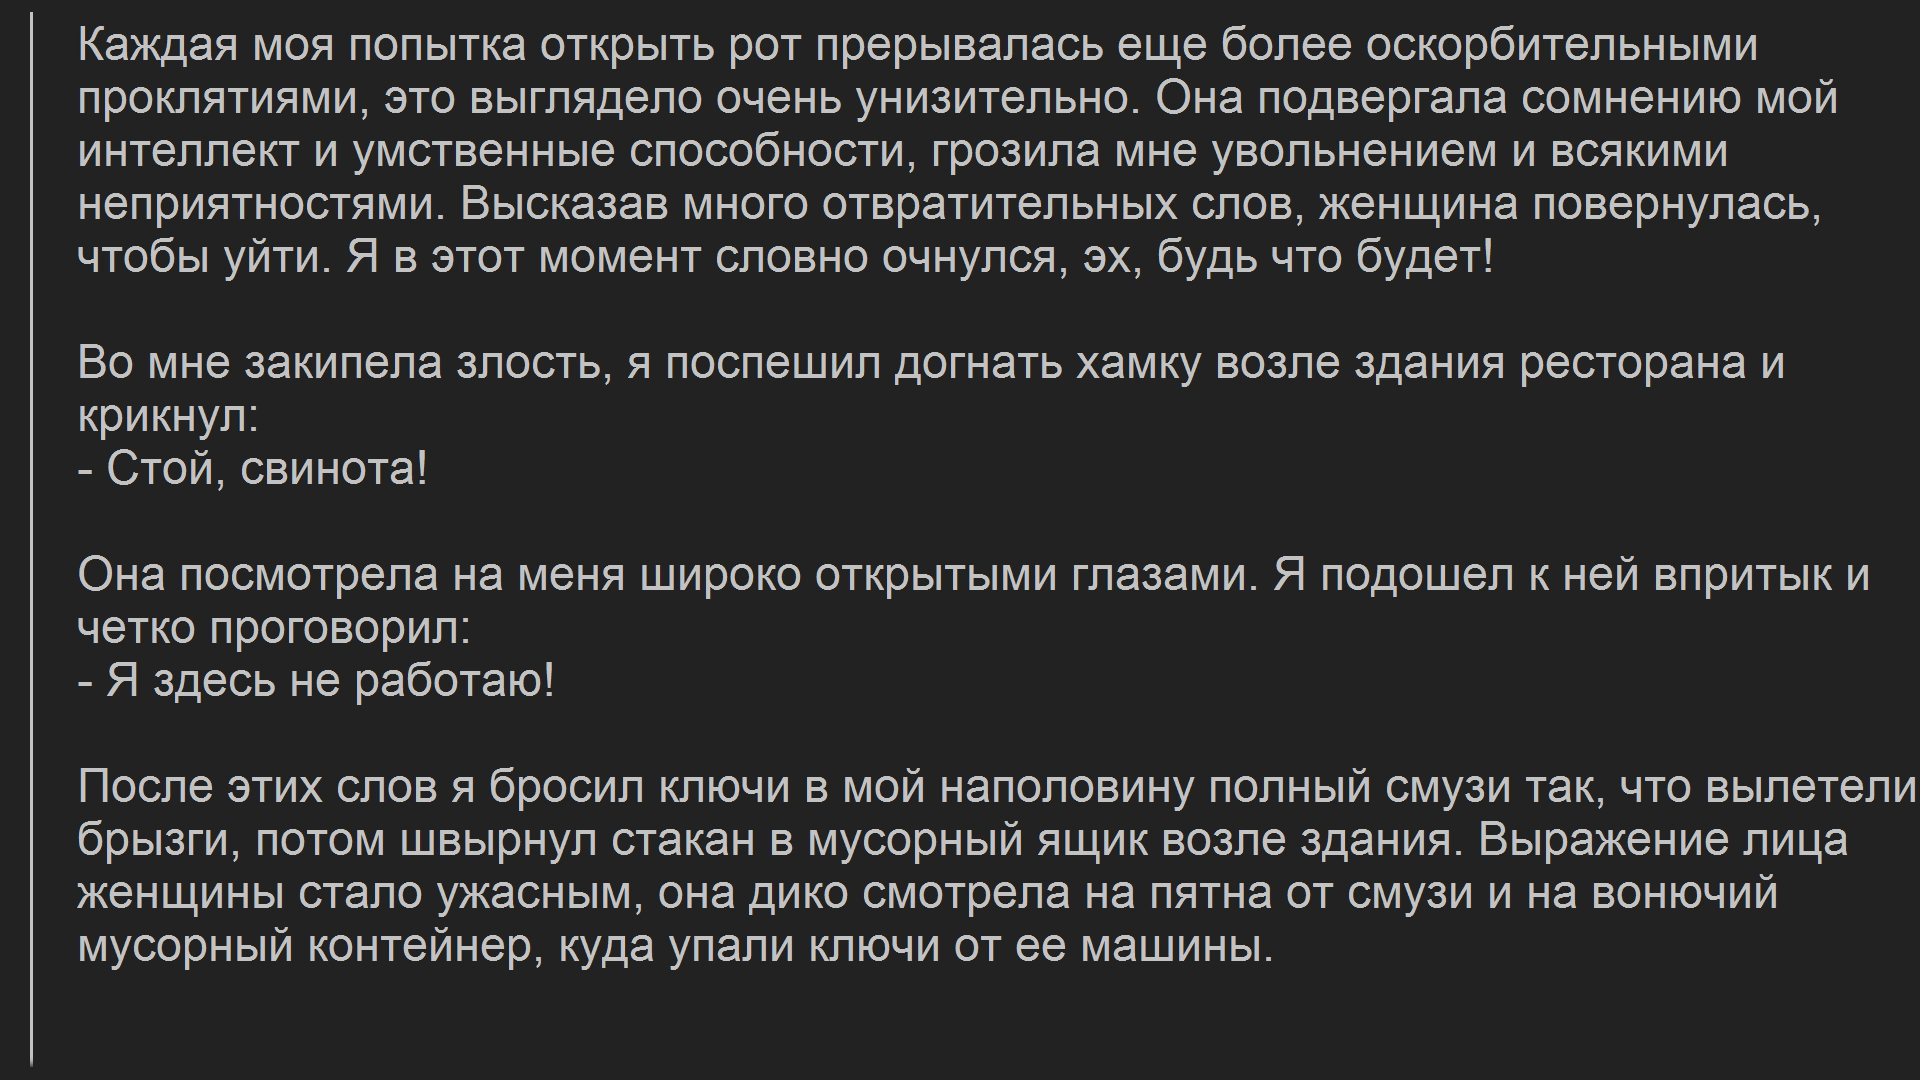 Каждая моя попытка открыть рот прерывалась еще более оскорбительными
проклятиями, это выглядело очень унизительно. Она подвергала сомнению мой
интеллект и умственные способности, грозила мне увольнением и всякими
неприятностями. Высказав много отвратительных слов, женщина повернулась,
чтобы уйти. Я в этот момент словно очнулся, эх, будь что будет!
Во мне закипела злость, я поспешил догнать хамку возле здания ресторана и
крикнул:
- Стой, свинота!
Она посмотрела на меня широко открытыми глазами. Я подошел к ней впритык и
четко проговорил:
- Я здесь не работаю!
После этих слов я бросил ключи в мой наполовину полный смузи так, что вылетели
брызги, потом швырнул стакан в мусорный ящик возле здания. Выражение лица
женщины стало ужасным, она дико смотрела на пятна от смузи и на вонючий
мусорный контейнер, куда упали ключи от ее машины.